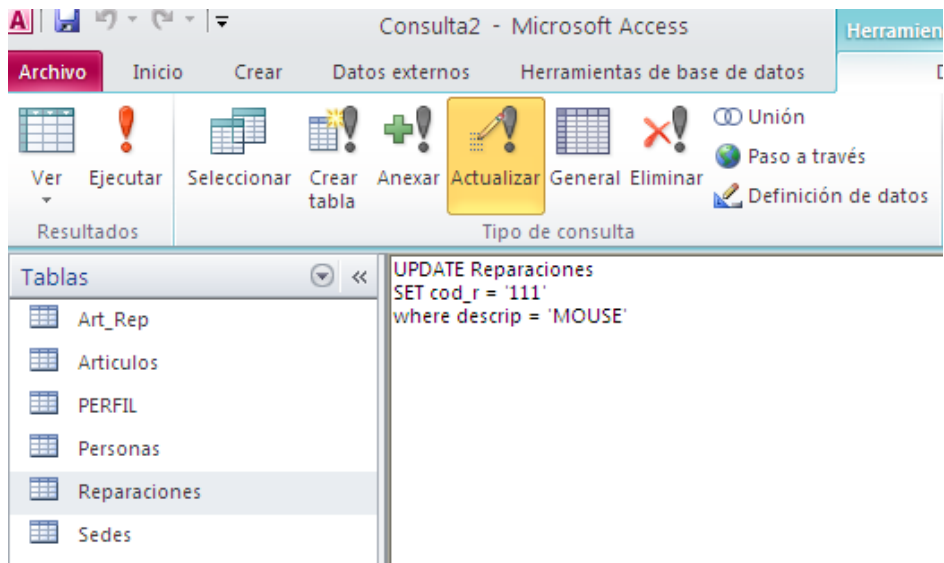 A
Consulta2 - Microsoft Access
Herramien
Archivo
Inicio
Crear
Datos externos
Herramientas de base de datos
D
Ver
Ejecutar
Seleccionar
Crear tabla
Anexar
Actualizar
General
Eliminar
Unión
Paso a través
Definición de datos
Resultados
Tipo de consulta
Tablas
Art_Rep
Articulos
PERFIL
Personas
Reparaciones
Sedes
UPDATE Reparaciones
SET cod_r = '111'
where descrip = 'MOUSE'